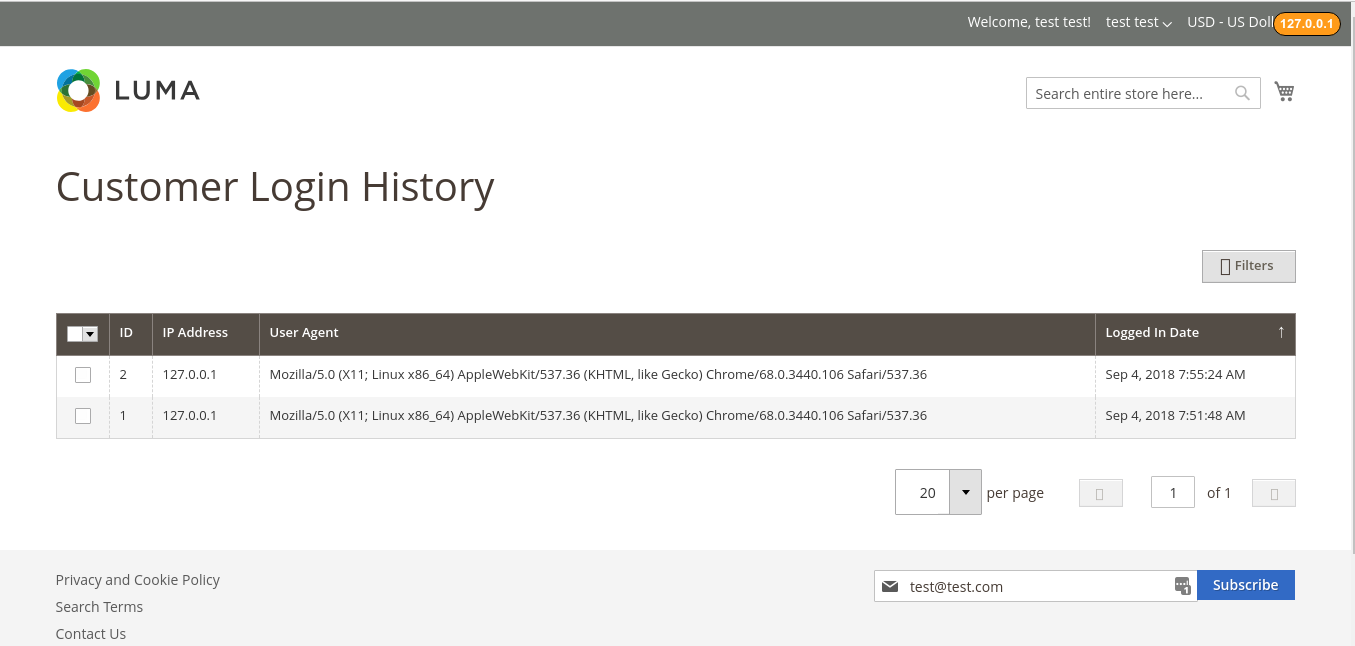 Welcome, test test! test test USD - US Doll 127.0.0.1
LUMA
Search entire store here...
Customer Login History
Filters
ID IP Address User Agent Logged In Date ↑
2 127.0.0.1 Mozilla/5.0 (X11; Linux x86_64) AppleWebKit/537.36 (KHTML, like Gecko) Chrome/68.0.3440.106 Safari/537.36 Sep 4, 2018 7:55:24 AM
1 127.0.0.1 Mozilla/5.0 (X11; Linux x86_64) AppleWebKit/537.36 (KHTML, like Gecko) Chrome/68.0.3440.106 Safari/537.36 Sep 4, 2018 7:51:48 AM
20 per page 1 of 1
Privacy and Cookie Policy
test@test.com 1 Subscribe
Search Terms
Contact Us